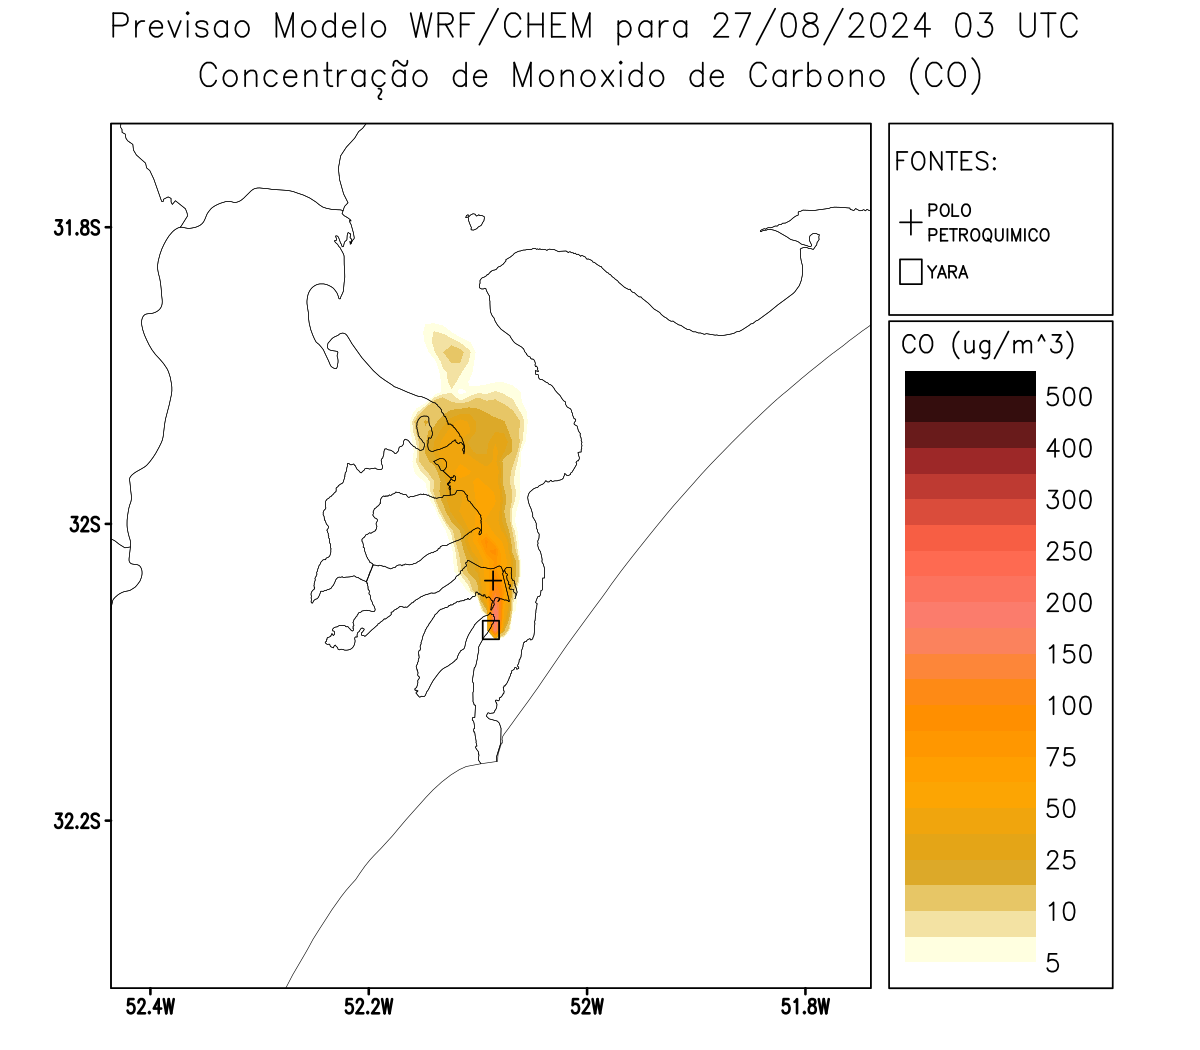 Previsao Modelo WRF/CHEM para 27/08/2024 03 UTC
Concentração de Monoxido de Carbono (CO)
FONTES:
POLO
PETROQUIMICO
YARA
CO (ug/m^3)
500
400
300
250
200
150
100
75
50
25
10
5
31.8S
32S
32.2S
52.4W
52.2W
52W
51.8W